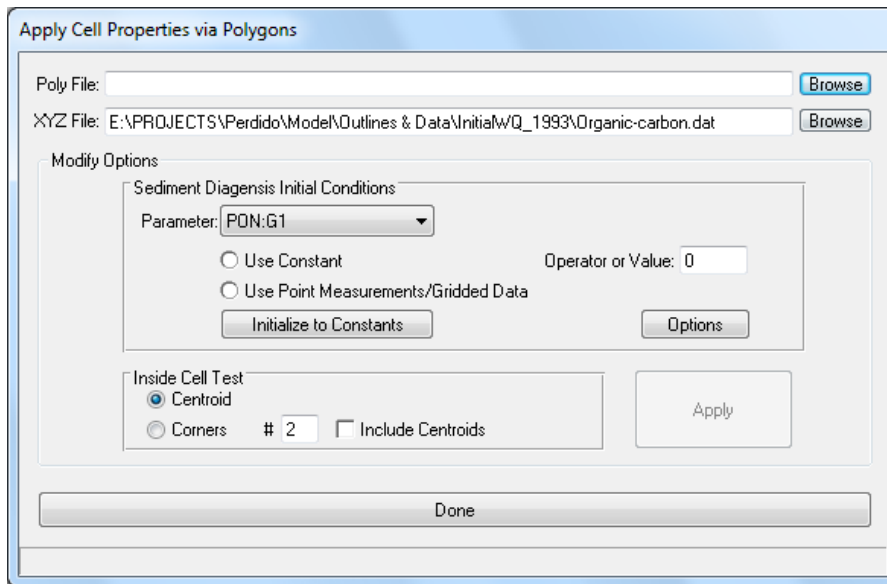 Apply Cell Properties via Polygons
Poly File: Browse
XYZ File: E:\PROJECTS\Perdido\Model\Outlines & Data\InitialWQ_1993\Organic-carbon.dat Browse
Modify Options
Sediment Diagensis Initial Conditions
Parameter: PON:G1
Use Constant Operator or Value: 0
Use Point Measurements/Gridded Data
Initialize to Constants Options
Inside Cell Test
Centroid
Corners # 2 Include Centroids
Apply
Done